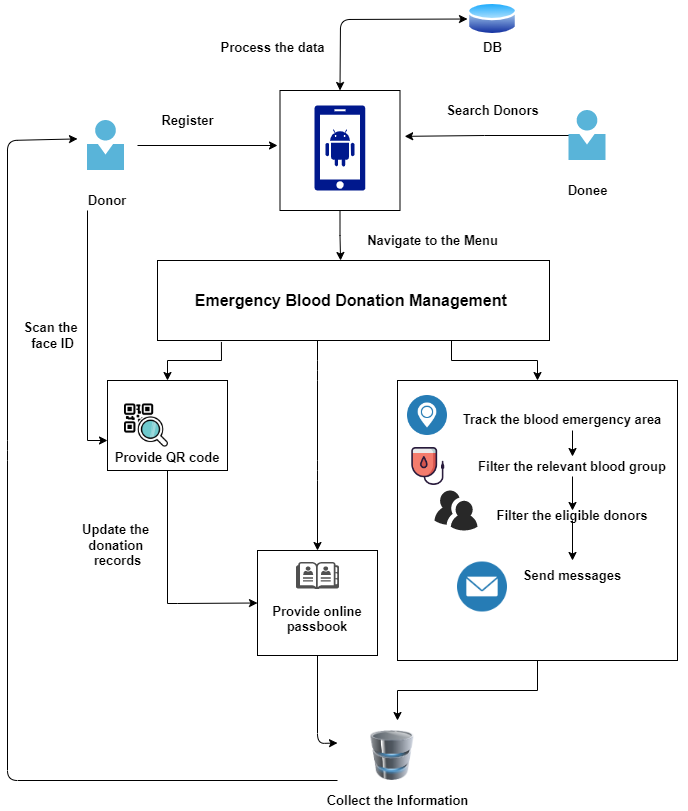 Process the data
DB
Register
Search Donors
Donor
Donee
Navigate to the Menu
Emergency Blood Donation Management
Scan the
face ID
Provide QR code
Track the blood emergency area
Filter the relevant blood group
Filter the eligible donors
Send messages
Update the
donation
records
Provide online
passbook
Collect the Information